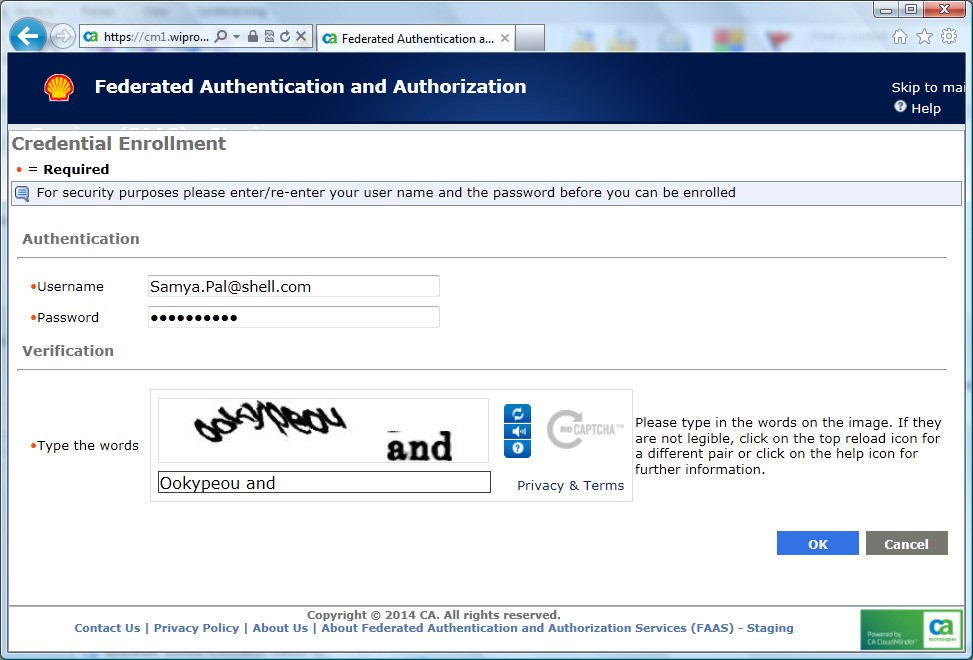 https://cm1.wipro...
Federated Authentication a...
Federated Authentication and Authorization
Skip to mai
Help
Credential Enrollment
• = Required
For security purposes please enter/re-enter your user name and the password before you can be enrolled
Authentication
•Username
Samya.Pal@shell.com
•Password
••••••••••
Verification
ookypeou and
reCAPTCHA™
•Type the words
Ookypeou and
Privacy & Terms
Please type in the words on the image. If they
are not legible, click on the top reload icon for
a different pair or click on the help icon for
further information.
OK
Cancel
Copyright © 2014 CA. All rights reserved.
Contact Us | Privacy Policy | About Us | About Federated Authentication and Authorization Services (FAAS) - Staging
Powered by
CA CloudMinder™
ca
technologies